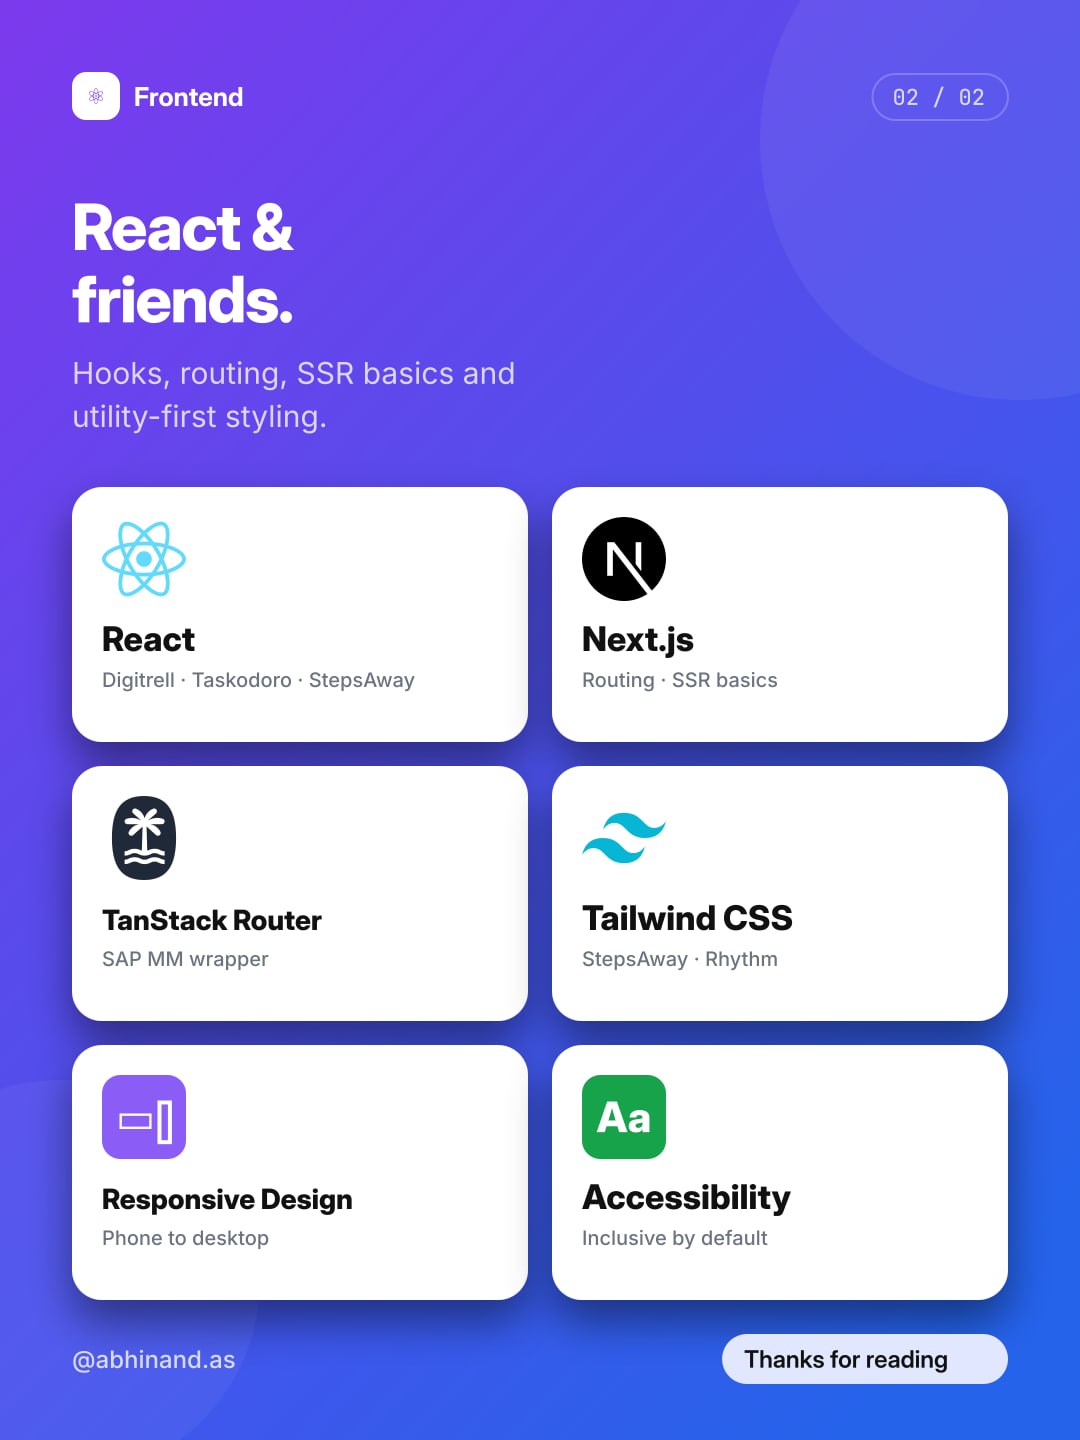 Frontend
02 / 02
React &
friends.
Hooks, routing, SSR basics and
utility-first styling.
React
Digitrell · Taskodoro · StepsAway
N
Next.js
Routing · SSR basics
TanStack Router
SAP MM wrapper
Tailwind CSS
StepsAway · Rhythm
Responsive Design
Phone to desktop
Aa
Accessibility
Inclusive by default
@abhinand.as
Thanks for reading